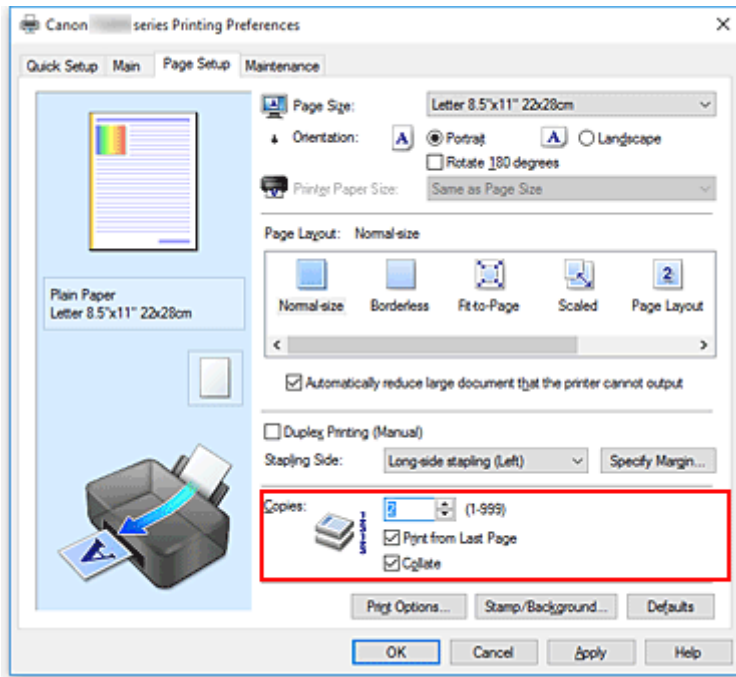 Canon series Printing Preferences
Quick Setup Main Page Setup Maintenance
Page Size: Letter 8.5"x11" 22x28cm
Orientation: A Portrait A Landscape
Rotate 180 degrees
Printer Paper Size: Same as Page Size
Page Layout: Normal-size
2
Normal-size Borderless Fit-to-Page Scaled Page Layout
Plain Paper
Letter 8.5"x11" 22x28cm
Automatically reduce large document that the printer cannot output
Duplex Printing (Manual)
Stapling Side: Long-side stapling (Left) Specify Margin...
Copies: 2 (1-999)
Print from Last Page
Collate
A
Print Options... Stamp/Background... Defaults
OK Cancel Apply Help